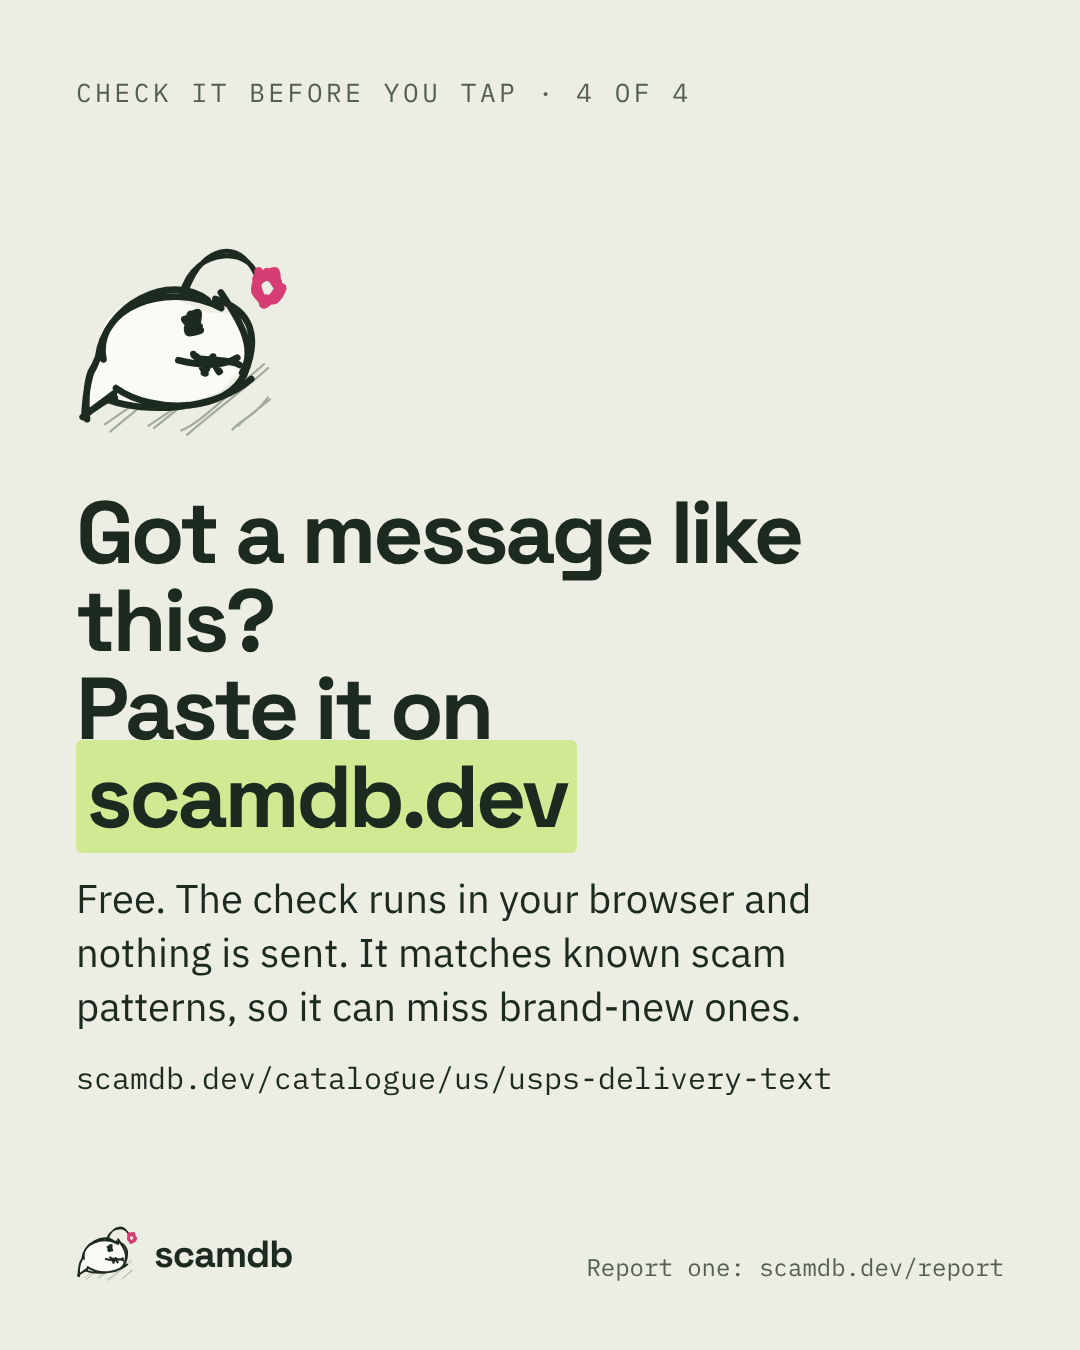 CHECK IT BEFORE YOU TAP · 4 OF 4
Got a message like
this?
Paste it on
scamdb.dev
Free. The check runs in your browser and
nothing is sent. It matches known scam
patterns, so it can miss brand-new ones.
scamdb.dev/catalogue/us/usps-delivery-text
scamdb
Report one: scamdb.dev/report